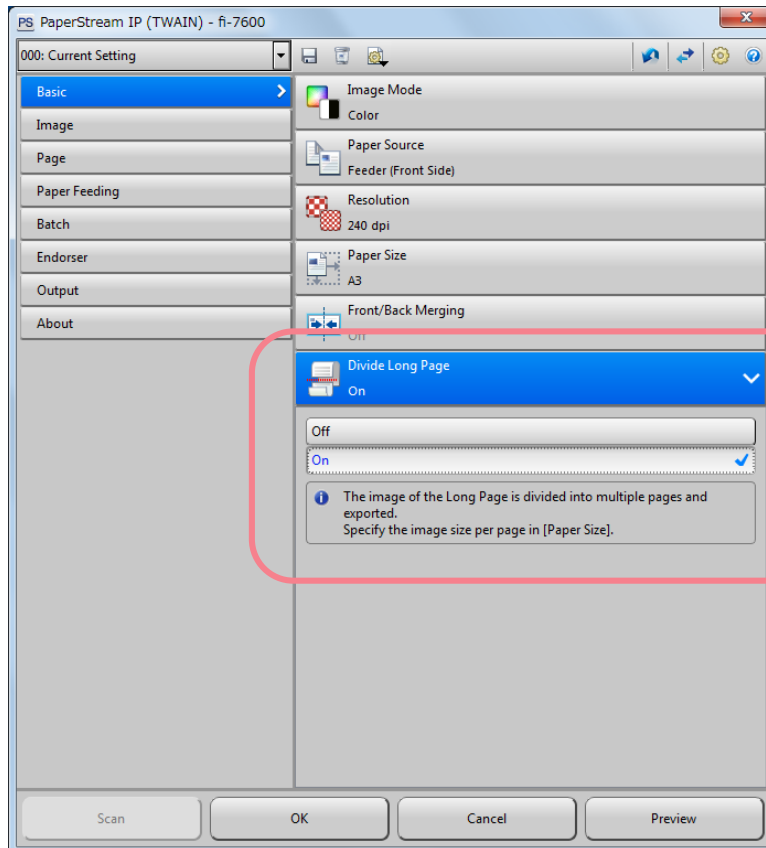 PS PaperStream IP (TWAIN) - fi-7600
000: Current Setting
Basic
Image
Page
Paper Feeding
Batch
Endorser
Output
About
Image Mode
Color
Paper Source
Feeder (Front Side)
Resolution
240 dpi
Paper Size
A3
Front/Back Merging
Off
Divide Long Page
On
Off
On
The image of the Long Page is divided into multiple pages and
exported.
Specify the image size per page in [Paper Size].
Scan
OK
Cancel
Preview